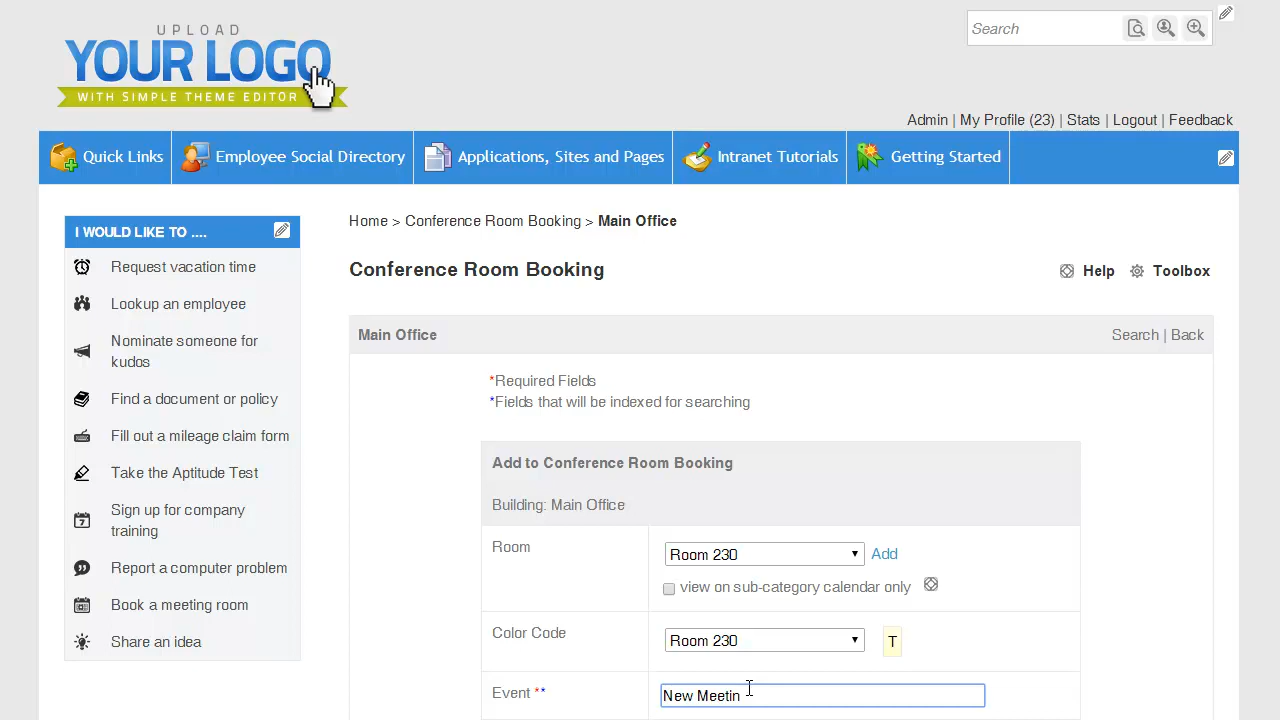 UPLOAD
YOUR LOGO
WITH SIMPLE THEME EDITOR
Search
Admin | My Profile (23) | Stats | Logout | Feedback
Quick Links Employee Social Directory Applications, Sites and Pages Intranet Tutorials Getting Started
I WOULD LIKE TO ....
Request vacation time
Lookup an employee
Nominate someone for
kudos
Find a document or policy
Fill out a mileage claim form
Take the Aptitude Test
Sign up for company
training
Report a computer problem
Book a meeting room
Share an idea
Home > Conference Room Booking > Main Office
Conference Room Booking
Help Toolbox
Main Office Search | Back
*Required Fields
*Fields that will be indexed for searching
Add to Conference Room Booking
Building: Main Office
Room Room 230 Add
view on sub-category calendar only
Color Code Room 230 T
Event ** New Meetin